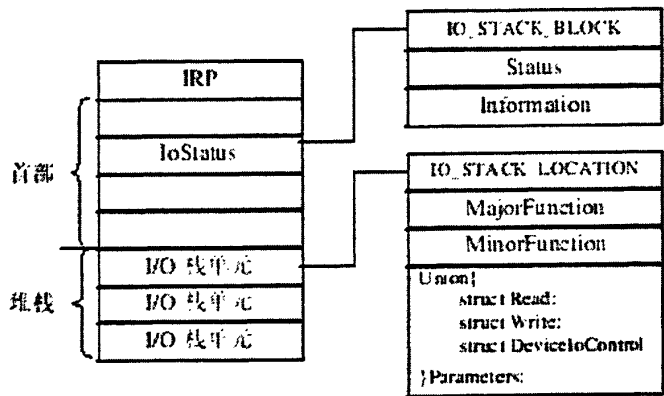 IO_STACK_BLOCK
Status
Information
IRP
IoStatus
首部
IO_STACK_LOCATION
MajorFunction
MinorFunction
Union{
struct Read;
struct Write;
struct DeviceIoControl
}Parameters;
堆栈
I/O 栈单元
I/O 栈单元
I/O 栈单元